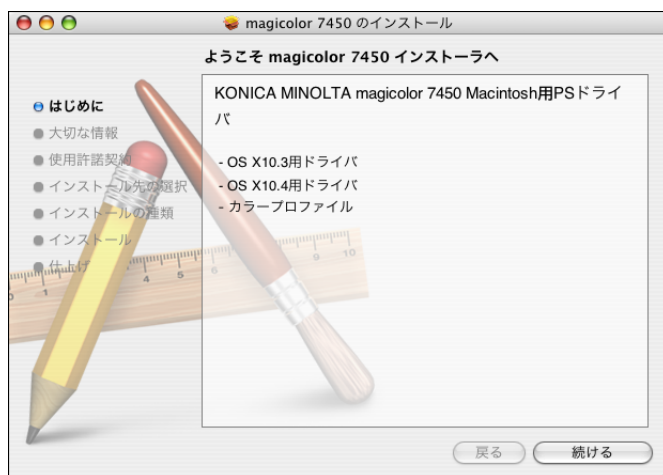 magicolor 7450 のインストール
ようこそ magicolor 7450 インストーラへ
はじめに
大切な情報
使用許諾契約
インストール先の選択
インストールの種類
インストール
仕上げ
KONICA MINOLTA magicolor 7450 Macintosh用PSドライ
バ
- OS X10.3用ドライバ
- OS X10.4用ドライバ
- カラープロファイル
1 4 5 6 9 10
戻る
続ける